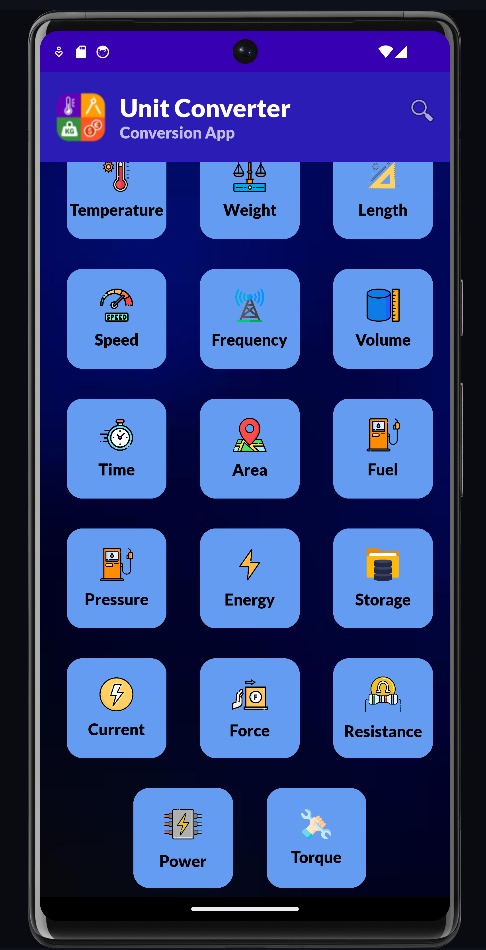 Unit Converter
Conversion App
KG
Temperature Weight Length
SPEED
Speed Frequency Volume
Time Area Fuel
Pressure Energy Storage
F
Current Force Resistance
Power Torque